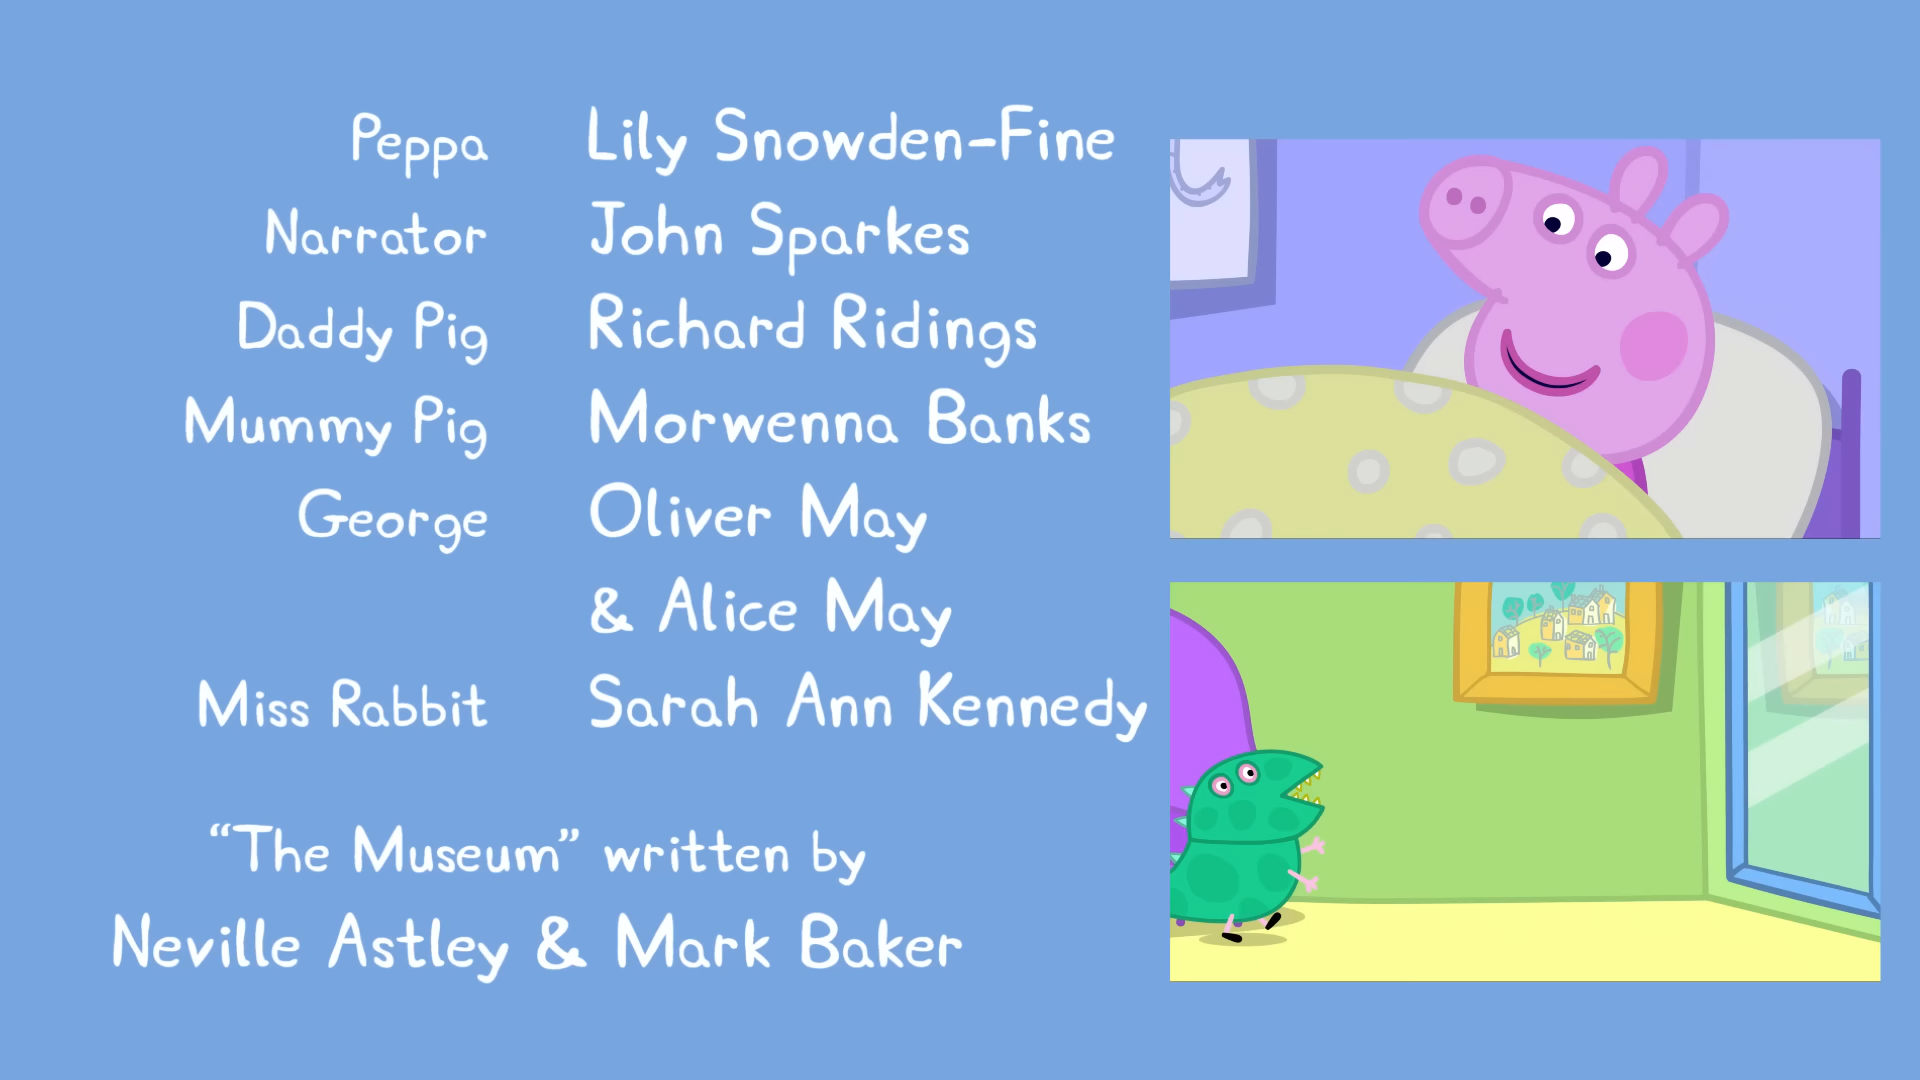 Peppa Lily Snowden-Fine
Narrator John Sparkes
Daddy Pig Richard Ridings
Mummy Pig Morwenna Banks
George Oliver May
& Alice May
Miss Rabbit Sarah Ann Kennedy
“The Museum” written by
Neville Astley & Mark Baker